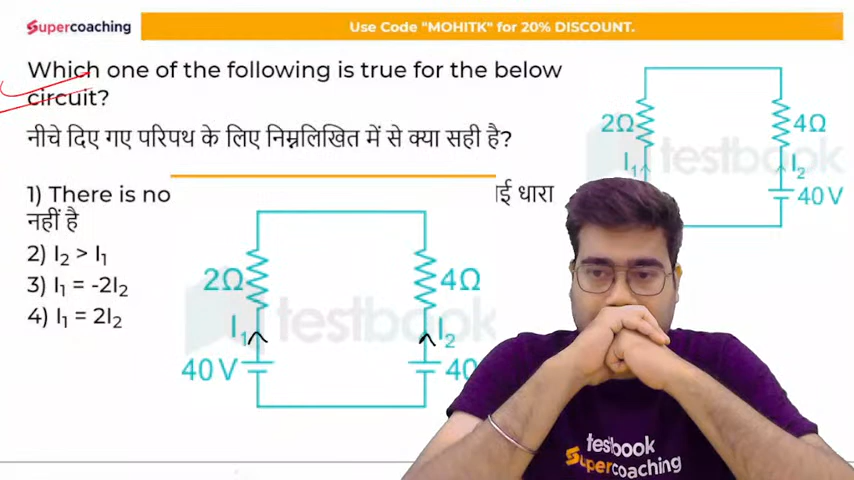 Supercoaching
Use Code "MOHITK" for 20% DISCOUNT.
Which one of the following is true for the below
circuit?
नीचे दिए गए परिपथ के लिए निम्नलिखित में से क्या सही है?
1) There is no
ई धारा
नहीं है
2) I₂ > I₁
3) I₁ = -2I₂
4) I₁ = 2I₂
2Ω
4Ω
I₁
I₂
40 V
testbook
2Ω
4Ω
I₁
I₂
40 V
40
testbook
testbook
Supercoaching